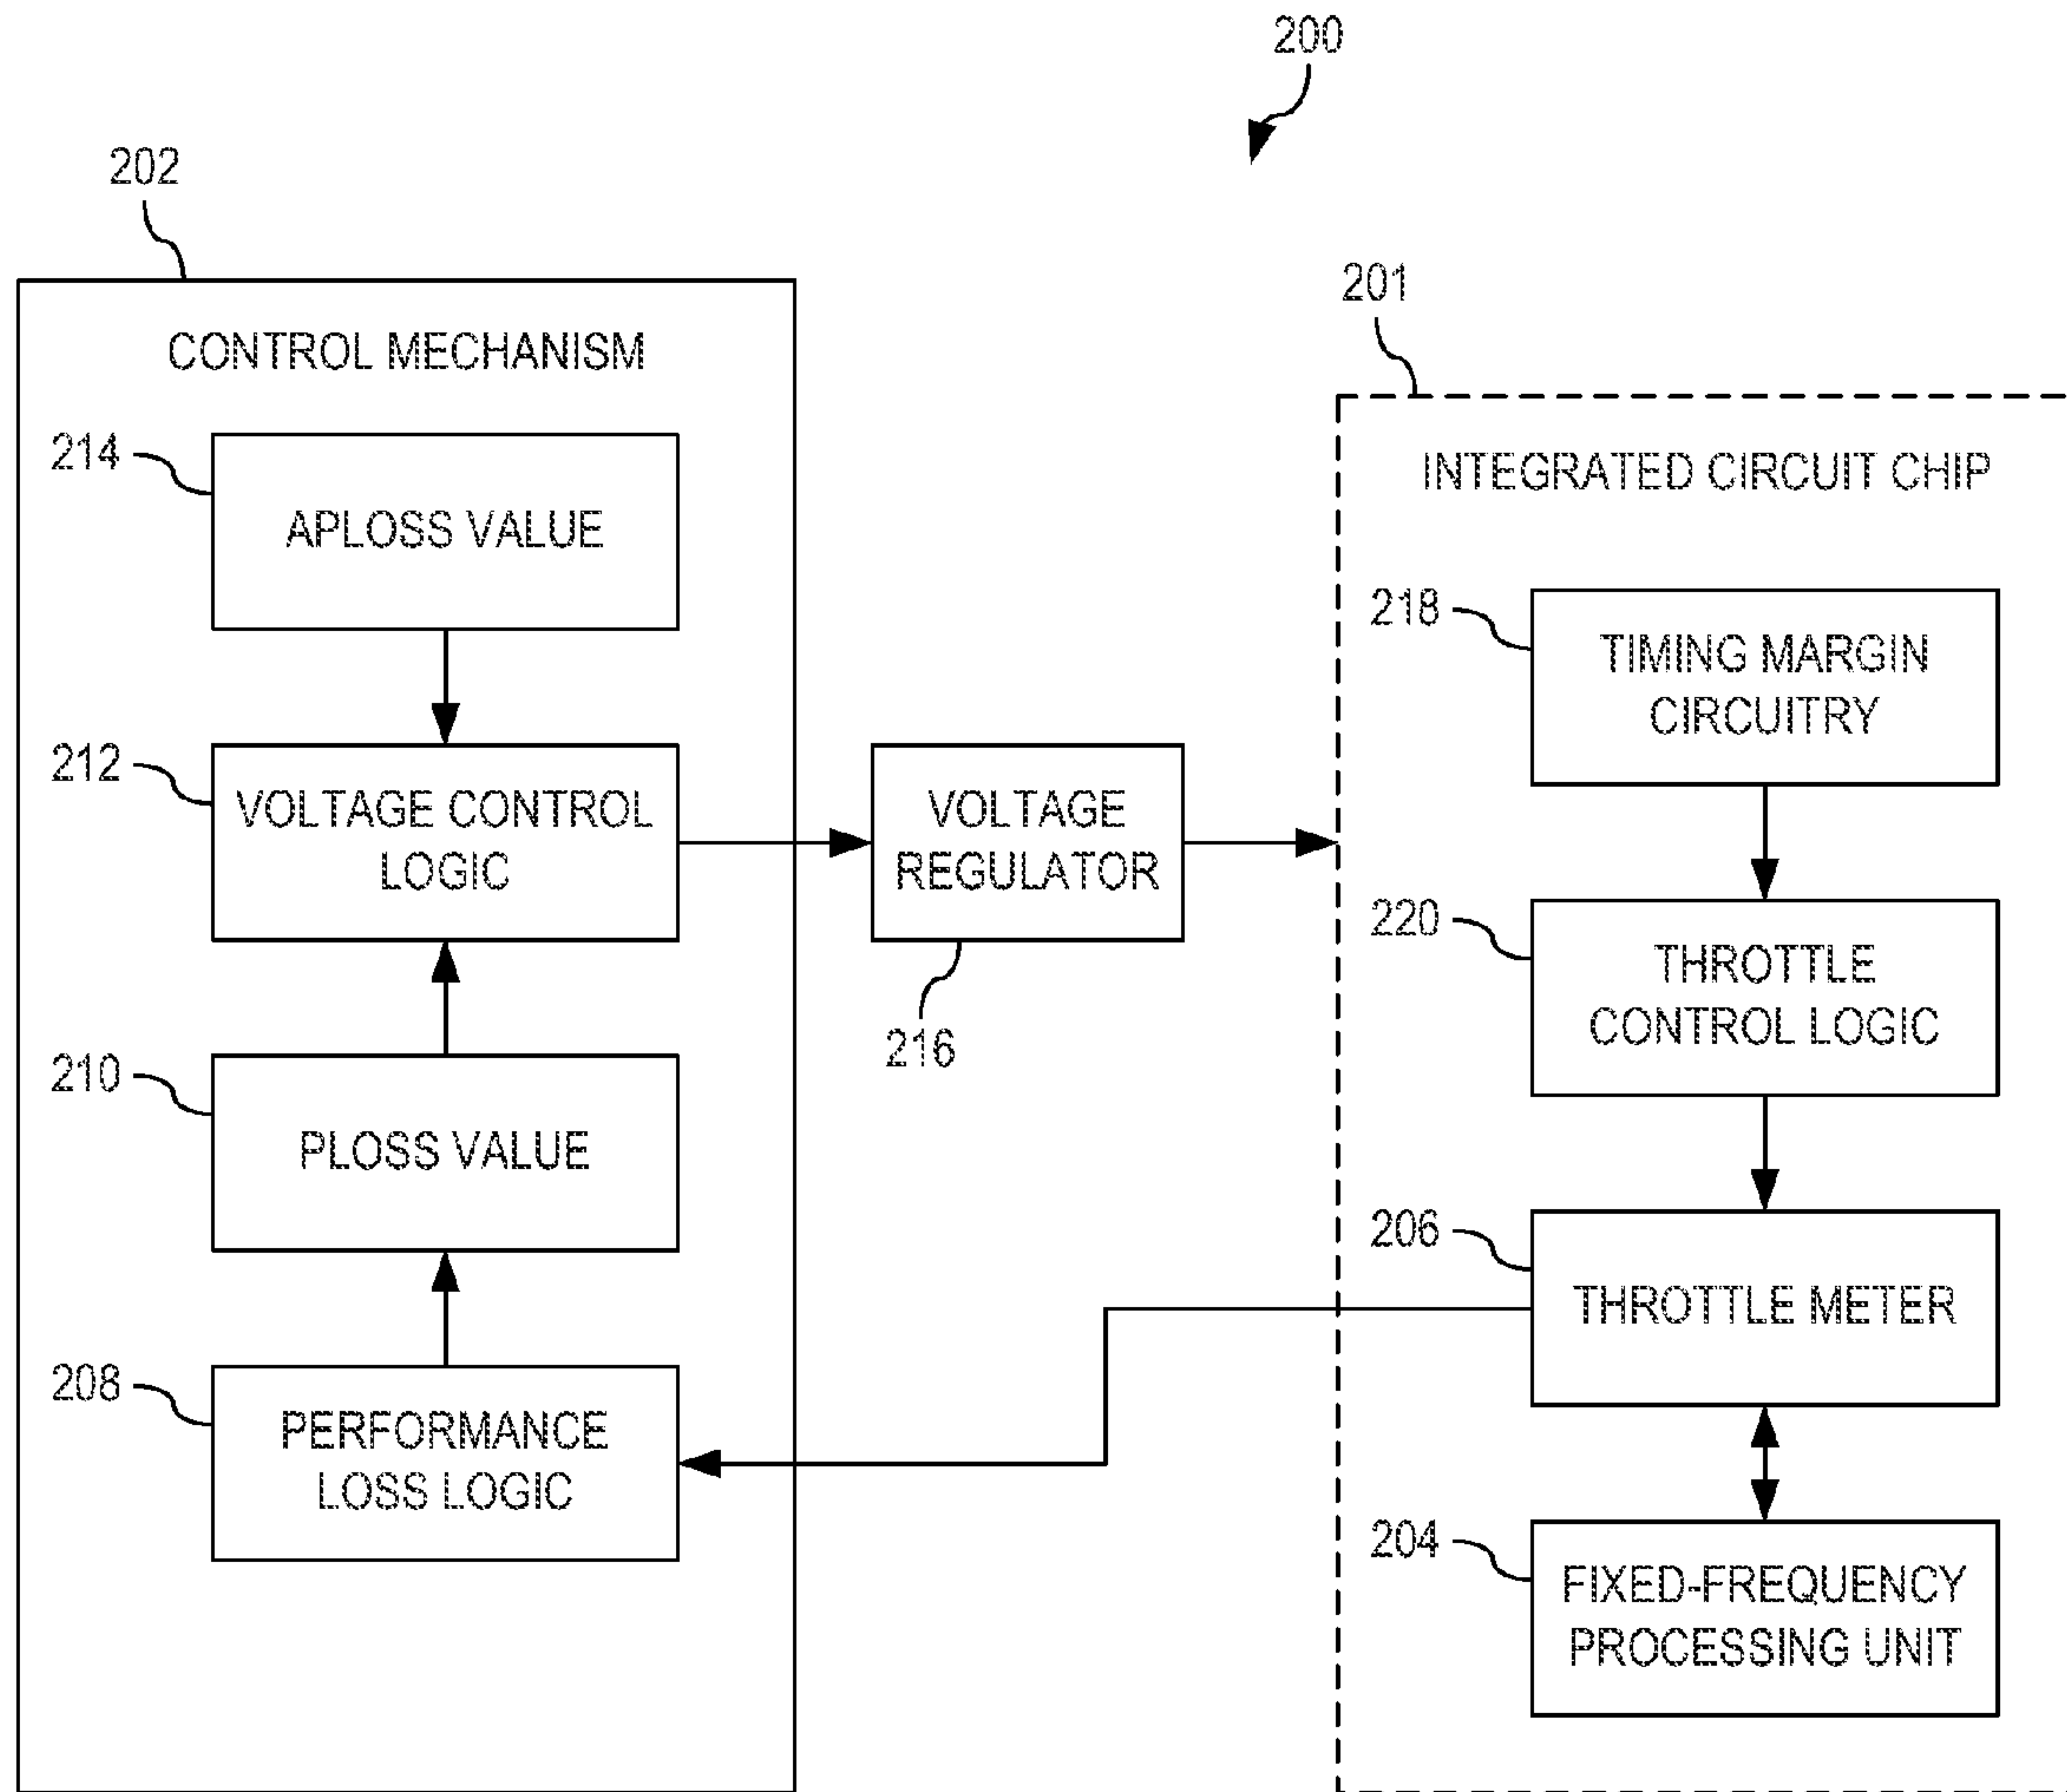 200
202
CONTROL MECHANISM
214
APLOSS VALUE
212
VOLTAGE CONTROL
LOGIC
210
PLOSS VALUE
208
PERFORMANCE
LOSS LOGIC
VOLTAGE
REGULATOR
216
201
INTEGRATED CIRCUIT CHIP
218
TIMING MARGIN
CIRCUITRY
220
THROTTLE
CONTROL LOGIC
206
THROTTLE METER
204
FIXED-FREQUENCY
PROCESSING UNIT